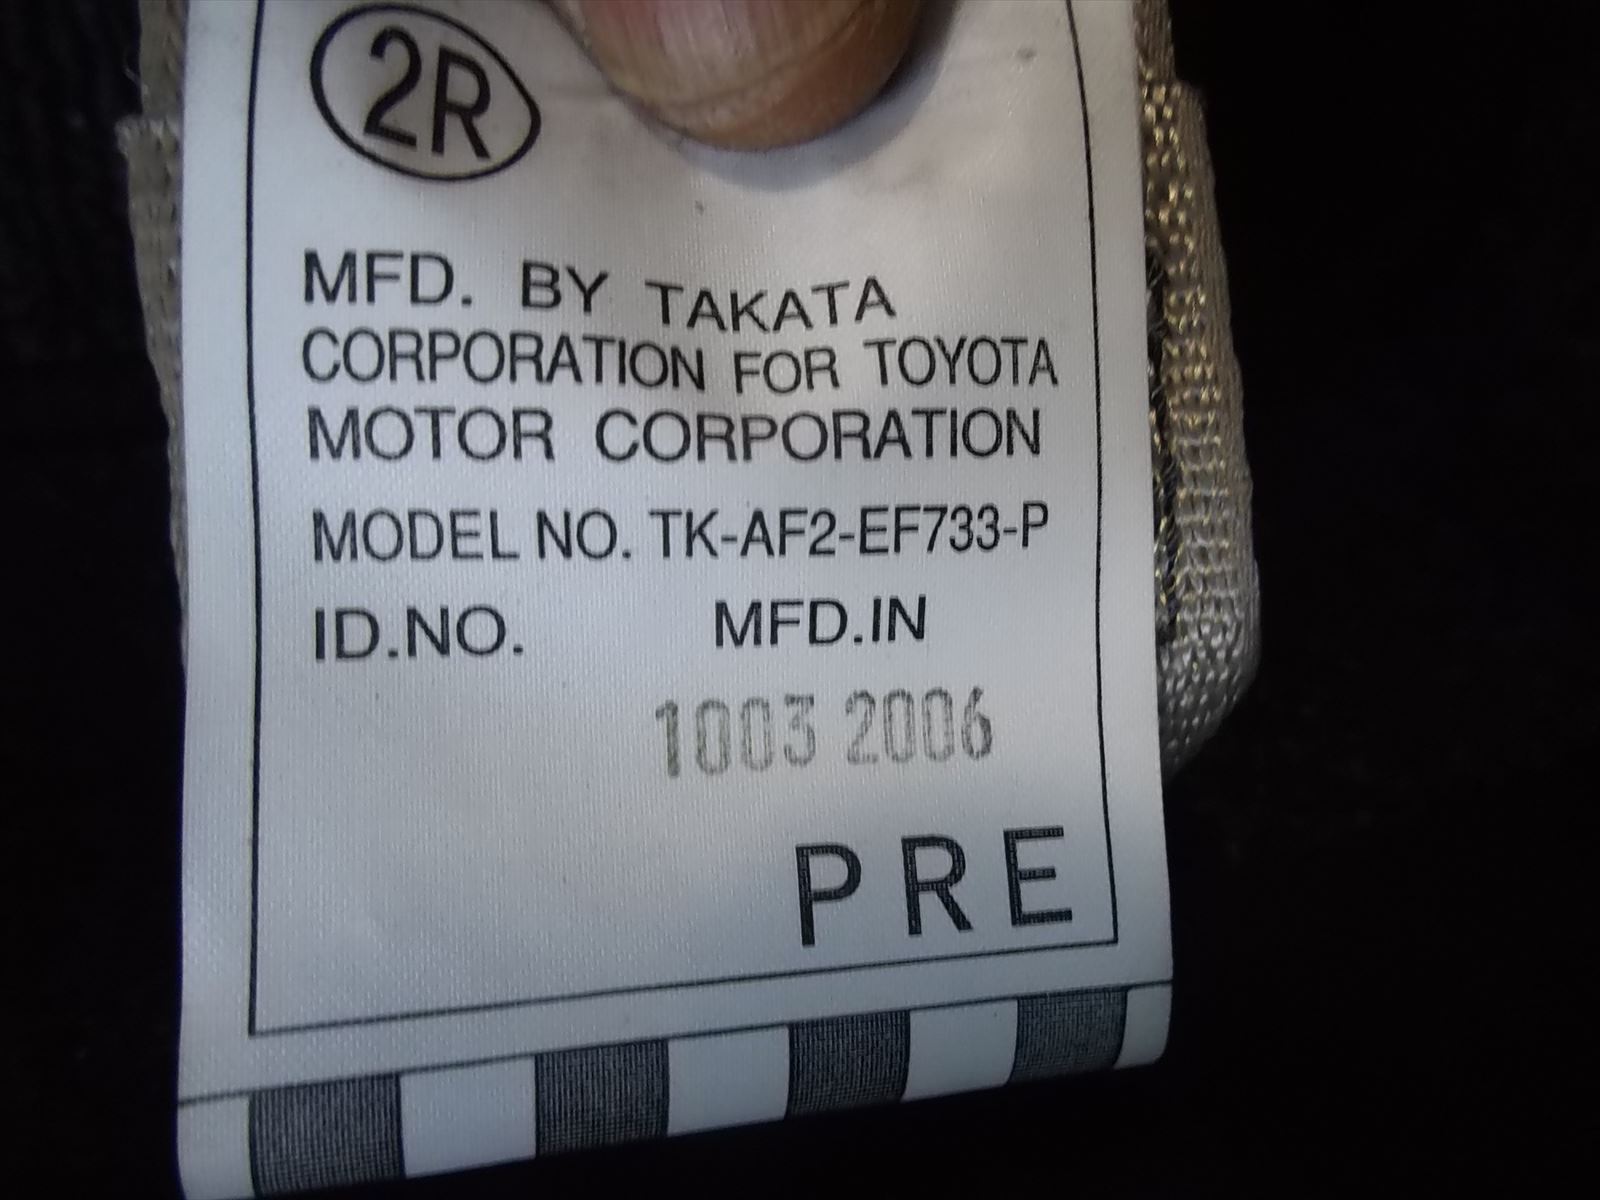 2R
MFD. BY TAKATA
CORPORATION FOR TOYOTA
MOTOR CORPORATION
MODEL NO. TK-AF2-EF733-P
ID.NO. MFD.IN
1003 2006
PRE